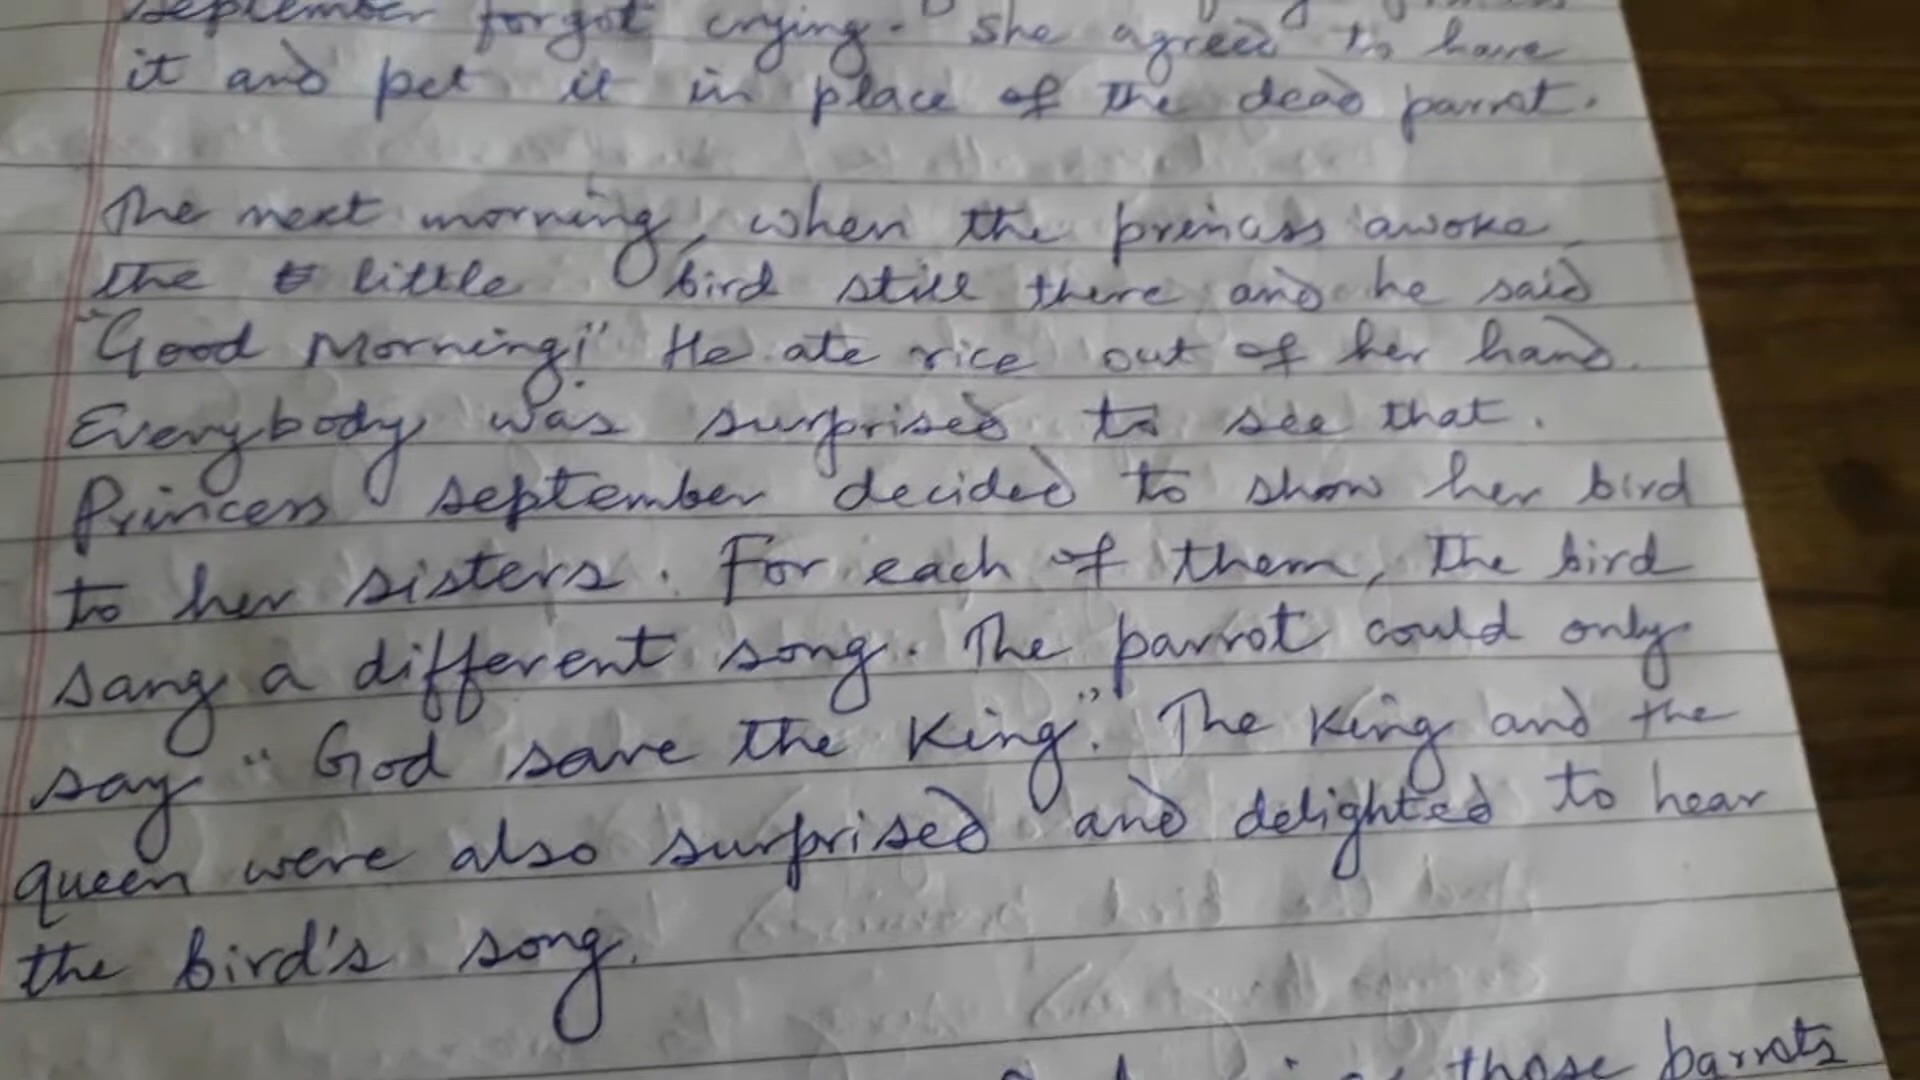 September forgot crying. She agreed to have
it and pet it in place of the dead parrot.
The next morning, when the princess awoke
the little bird still there and he said
"Good Morning!" He ate rice out of her hand.
Everybody was surprised to see that.
Princess September decided to show her bird
to her sisters. For each of them, the bird
sang a different song. The parrot could only
say "God save the King". The King and the
queen were also surprised and delighted to hear
the bird's song.
those parrots